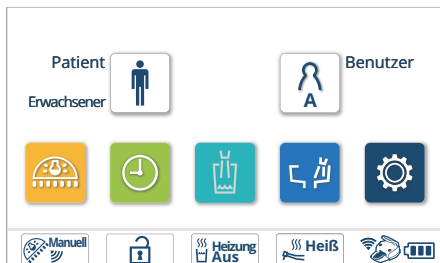 Patient
Benutzer
Erwachsener
A
Manuell
Heizung
Aus
Heiß